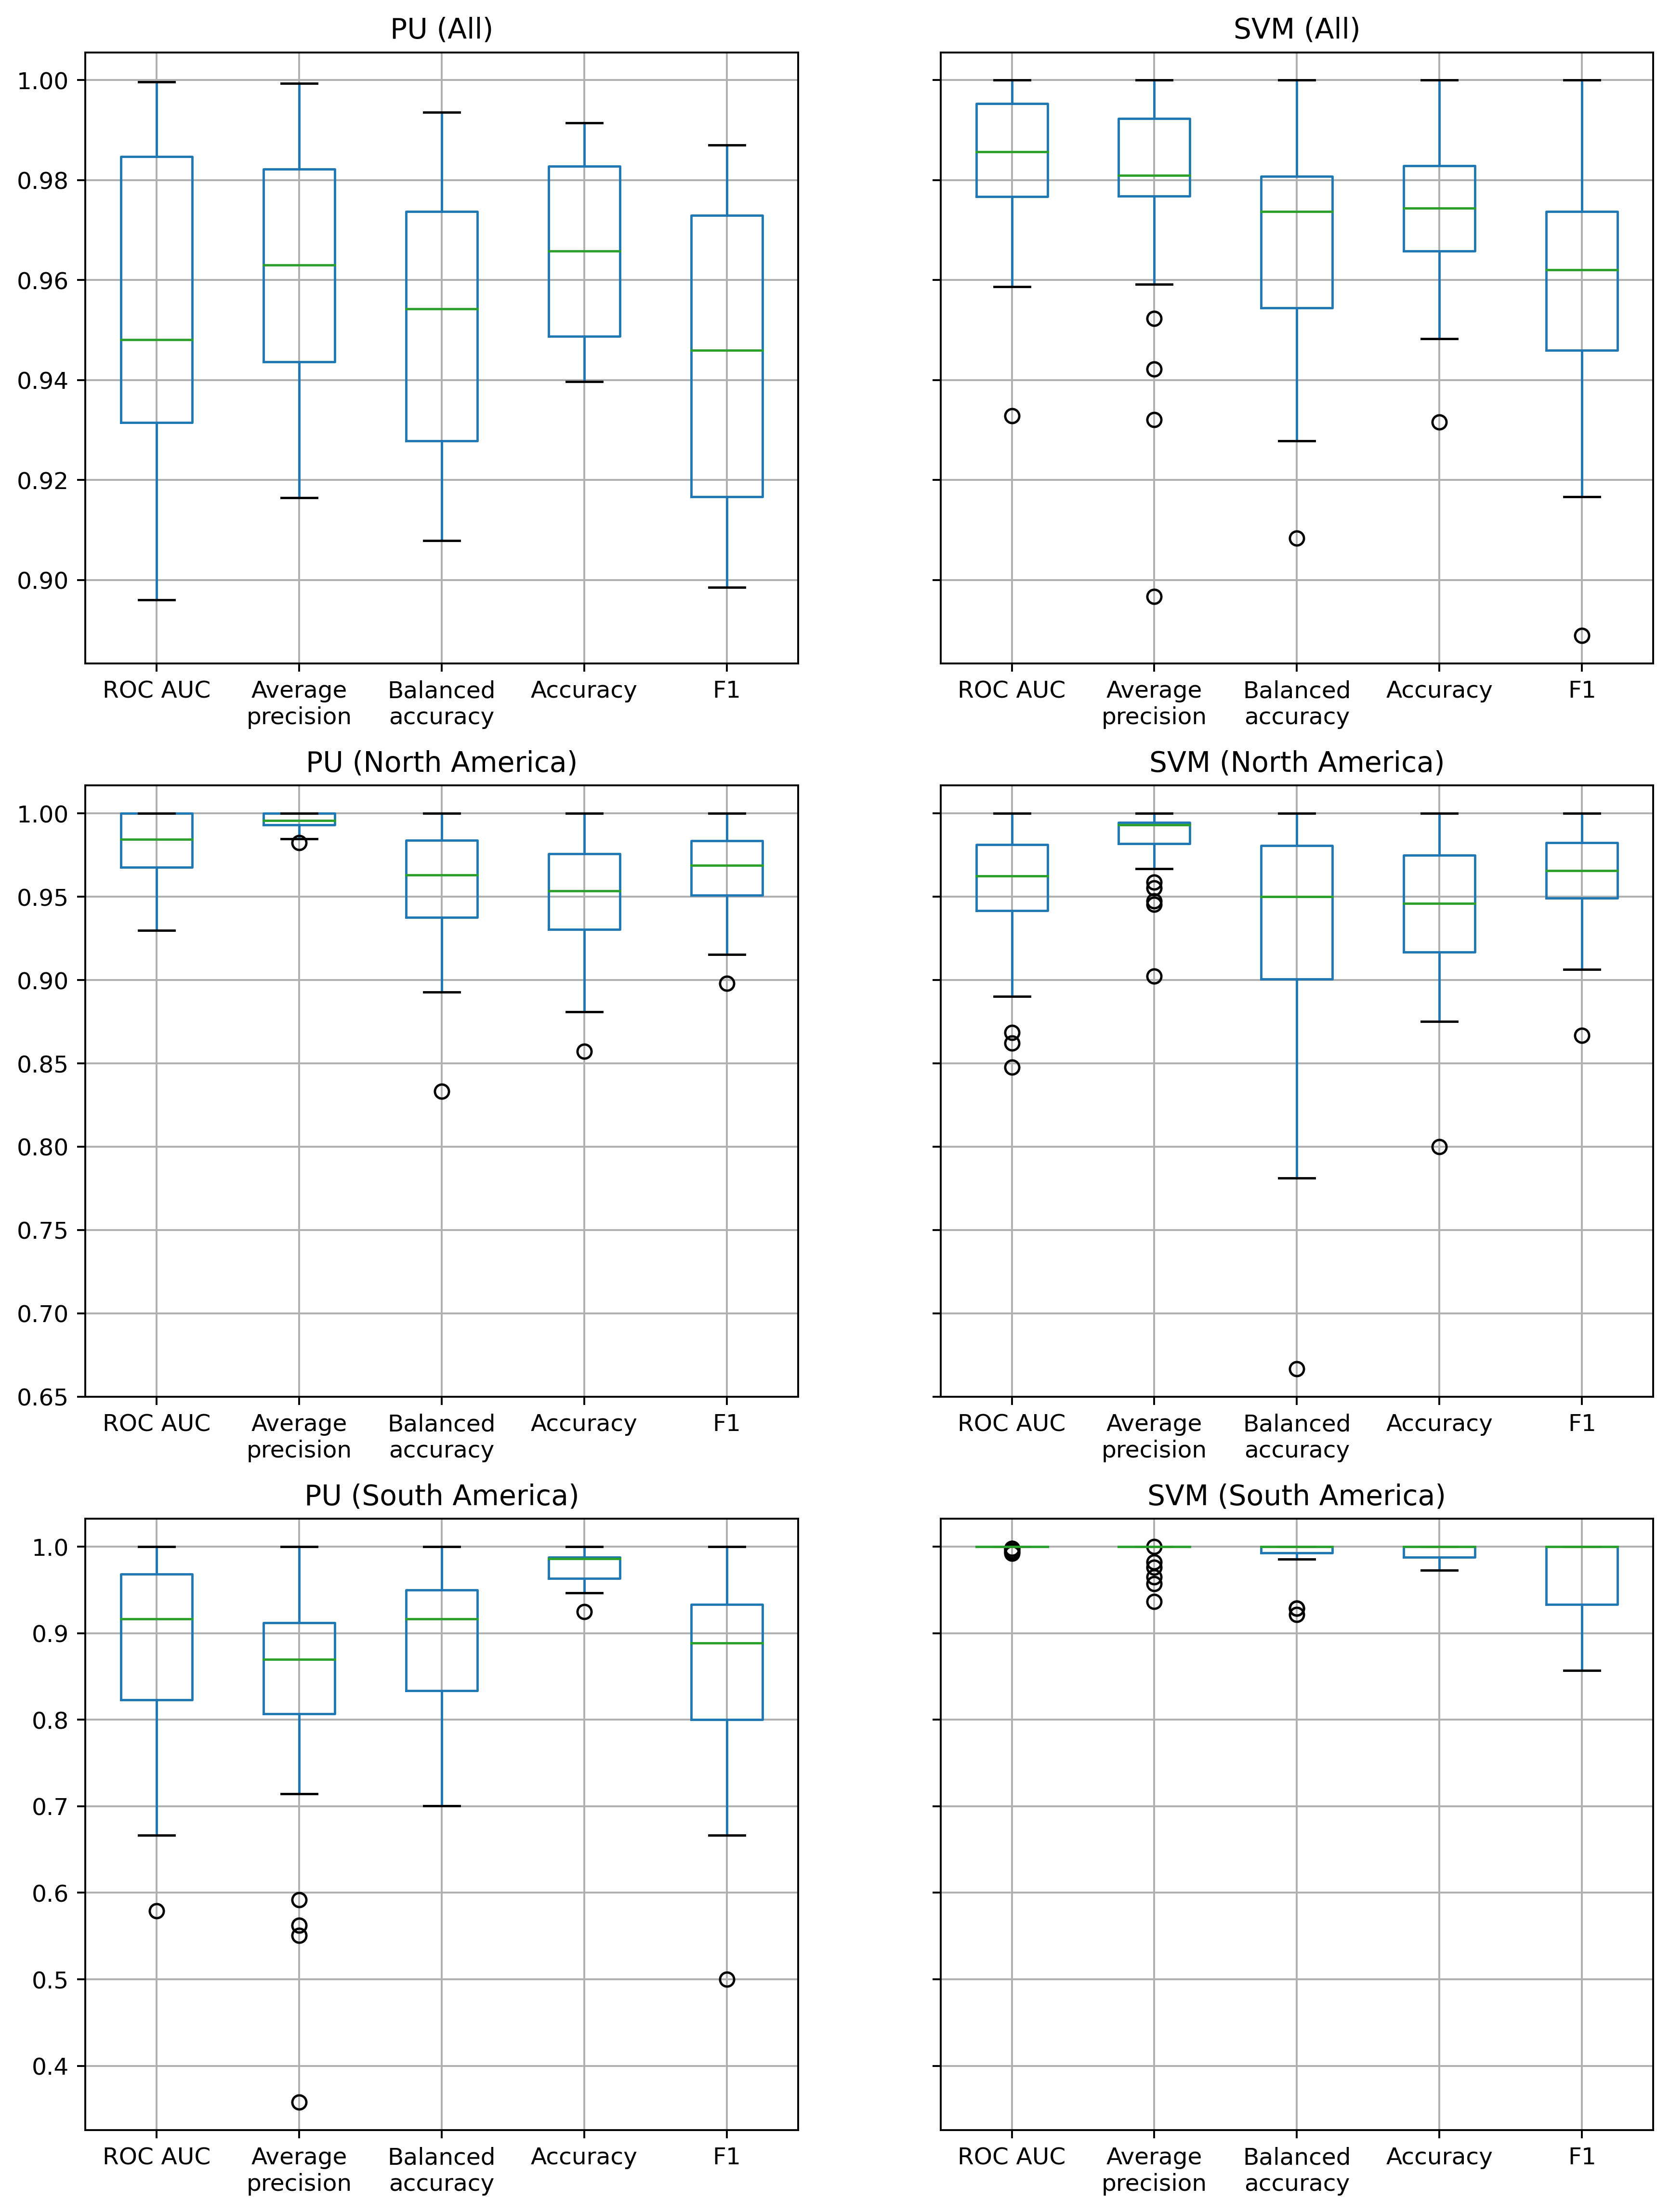 PU (All)
SVM (All)
1.00
0.98
0.96
0.94
0.92
0.90
ROC AUC
Average
precision
Balanced
accuracy
Accuracy
F1
ROC AUC
Average
precision
Balanced
accuracy
Accuracy
F1
PU (North America)
SVM (North America)
1.00
0.95
0.90
0.85
0.80
0.75
0.70
0.65
ROC AUC
Average
precision
Balanced
accuracy
Accuracy
F1
ROC AUC
Average
precision
Balanced
accuracy
Accuracy
F1
PU (South America)
SVM (South America)
1.0
0.9
0.8
0.7
0.6
0.5
0.4
ROC AUC
Average
precision
Balanced
accuracy
Accuracy
F1
ROC AUC
Average
precision
Balanced
accuracy
Accuracy
F1